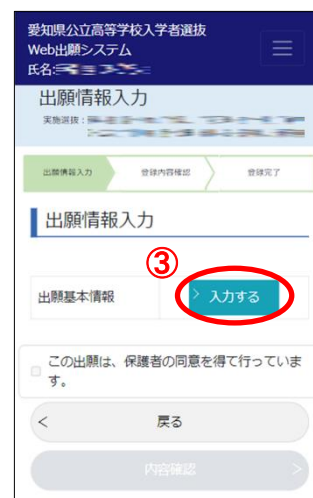 愛知県公立高等学校入学者選抜
Web出願システム
氏名:
出願情報入力
実施選抜:
出願情報入力
登録内容確認
登録完了
出願情報入力
③
出願基本情報
> 入力する
この出願は、保護者の同意を得て行っていま
す。
< 戻る
内容確認 >